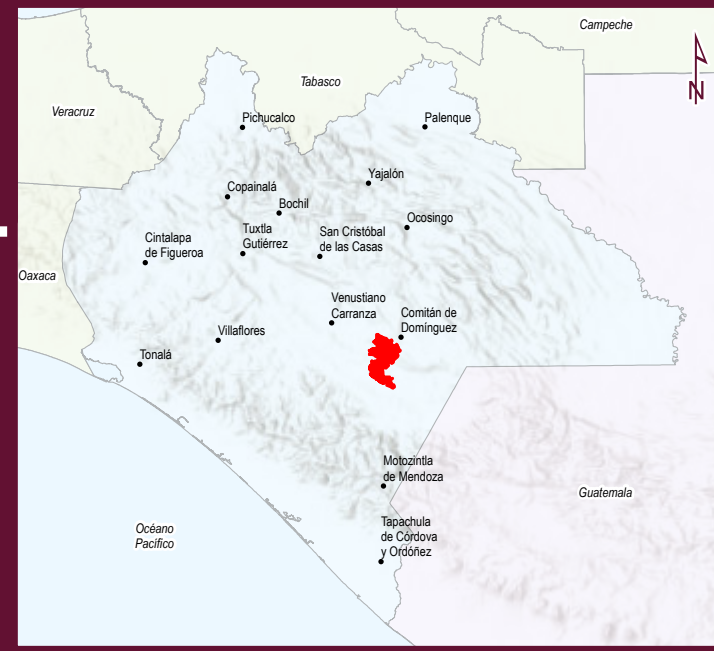 Campeche
Tabasco
Veracruz
N
Pichucalco
Palenque
Yajalón
Copainalá
Bochil
Ocosingo
Tuxtla
Gutiérrez
San Cristóbal
de las Casas
Cintalapa
de Figueroa
Oaxaca
Venustiano
Carranza
Comitán de
Domínguez
Villaflores
Tonalá
Motozintla
de Mendoza
Guatemala
Océano
Pacífico
Tapachula
de Córdova
y Ordóñez